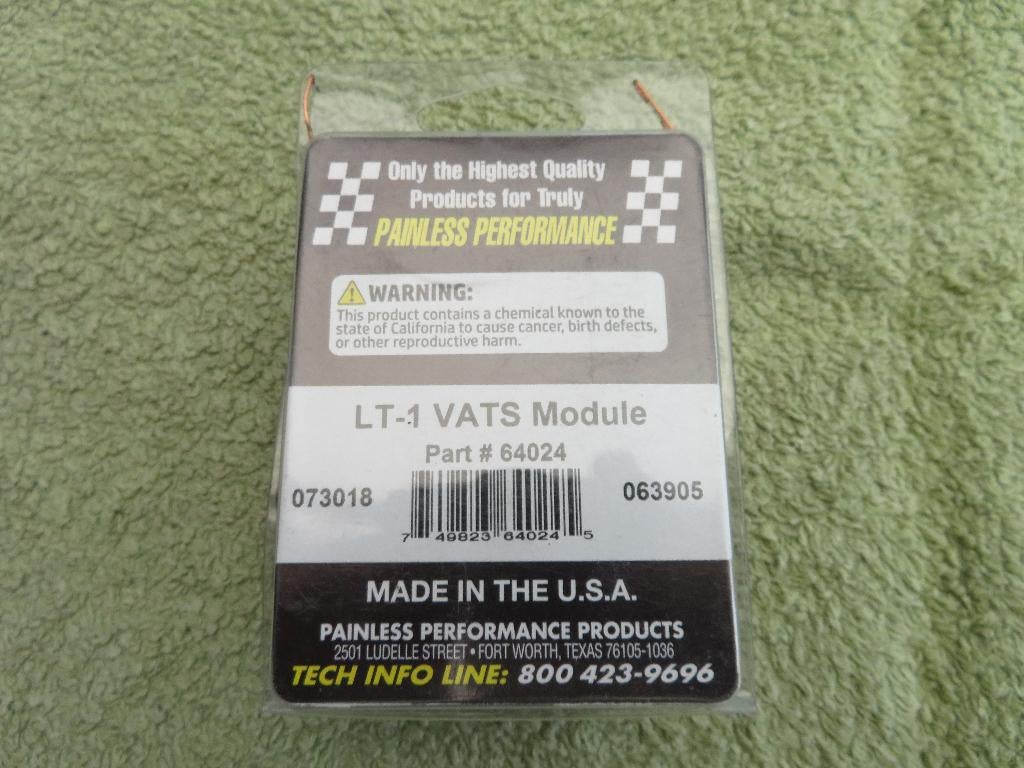 Only the Highest Quality
Products for Truly
PAINLESS PERFORMANCE
WARNING:
This product contains a chemical known to the
state of California to cause cancer, birth defects,
or other reproductive harm.
LT-1 VATS Module
Part # 64024
073018 063905
7 49823 64024 5
MADE IN THE U.S.A.
PAINLESS PERFORMANCE PRODUCTS
2501 LUDELLE STREET • FORT WORTH, TEXAS 76105-1036
TECH INFO LINE: 800 423-9696